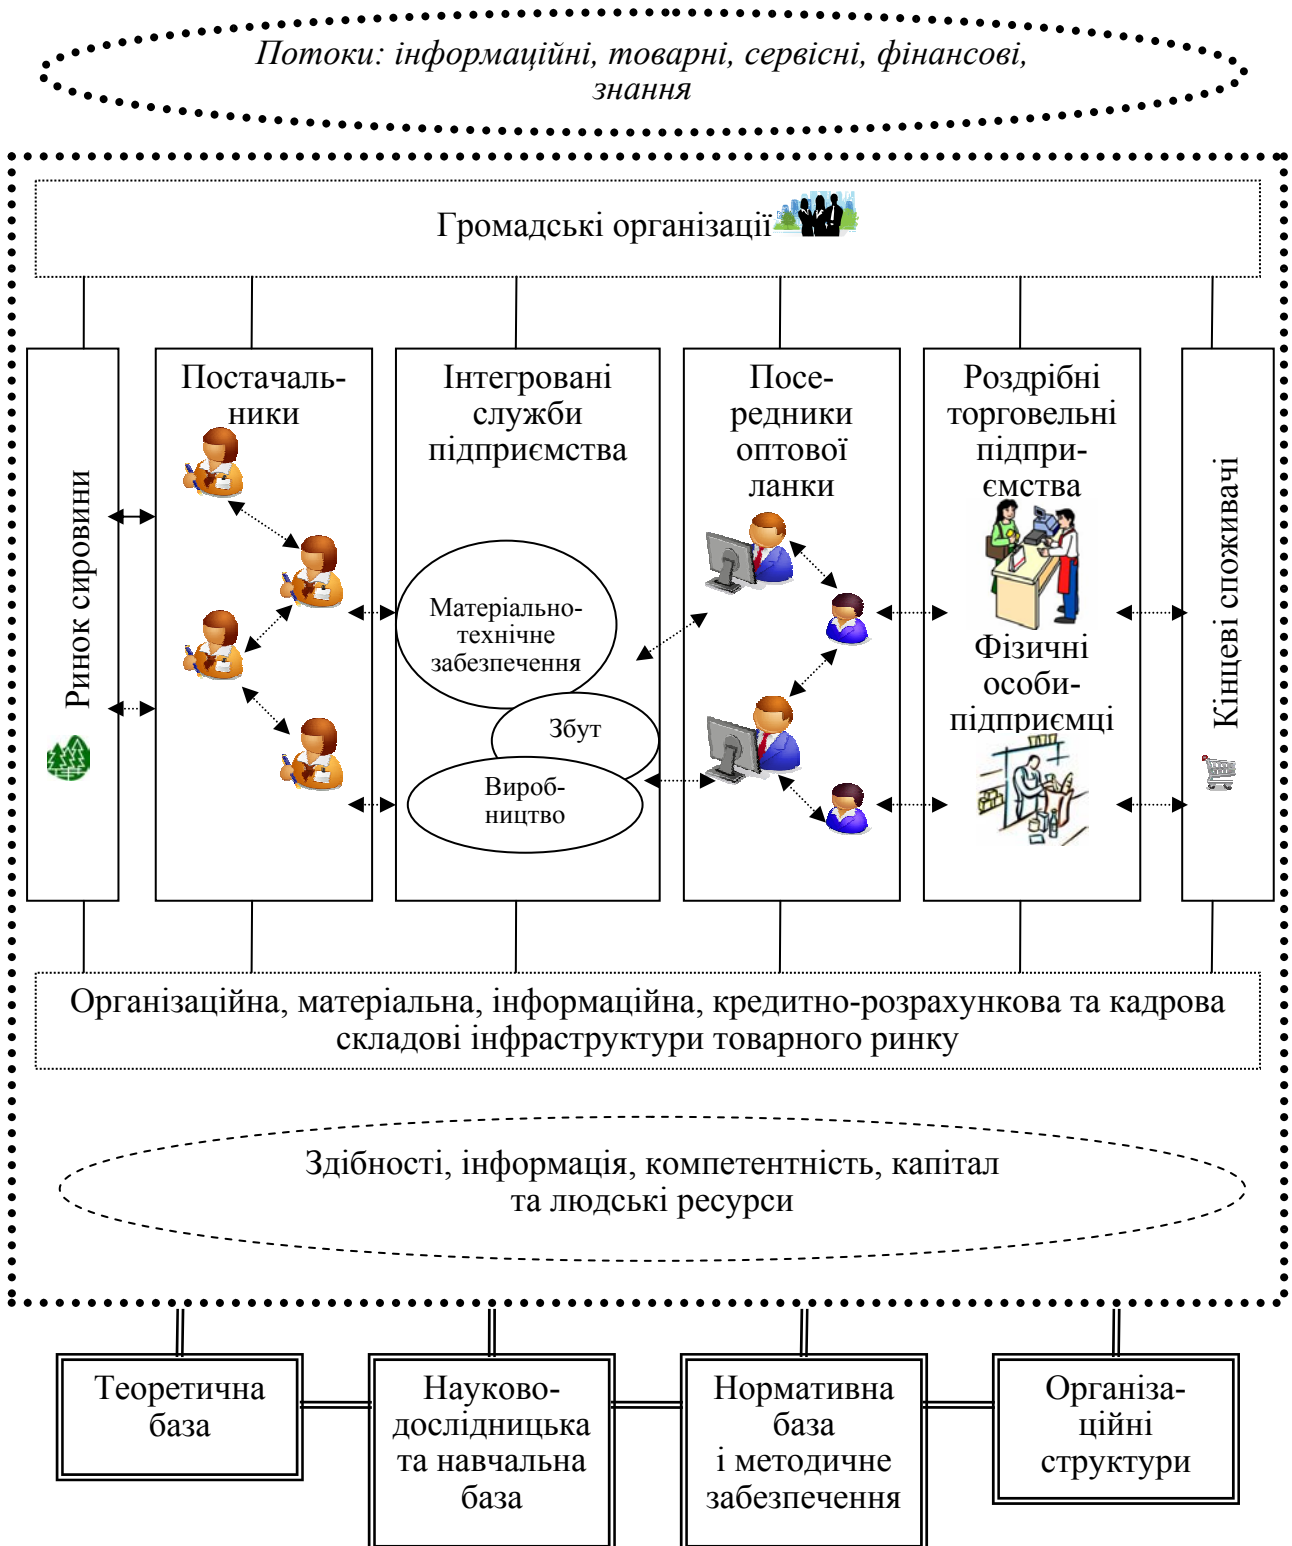 Потоки: інформаційні, товарні, сервісні, фінансові,
знання
Громадські організації
Ринок сировини
Постачаль-
ники
Інтегровані
служби
підприємства
Матеріально-
технічне
забезпечення
Збут
Вироб-
ництво
Посе-
редники
оптової
ланки
Роздрібні
торговельні
підпри-
ємства
Фізичні
особи-
підприємці
Кінцеві споживачі
Організаційна, матеріальна, інформаційна, кредитно-розрахункова та кадрова
складові інфраструктури товарного ринку
Здібності, інформація, компетентність, капітал
та людські ресурси
Теоретична
база
Науково-
дослідницька
та навчальна
база
Нормативна
база
і методичне
забезпечення
Організа-
ційні
структури